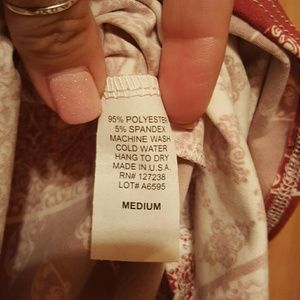 95% POLYESTER
5% SPANDEX
MACHINE WASH
COLD WATER
HANG TO DRY
MADE IN U.S.A.
RN# 127238
LOT# A6595
MEDIUM